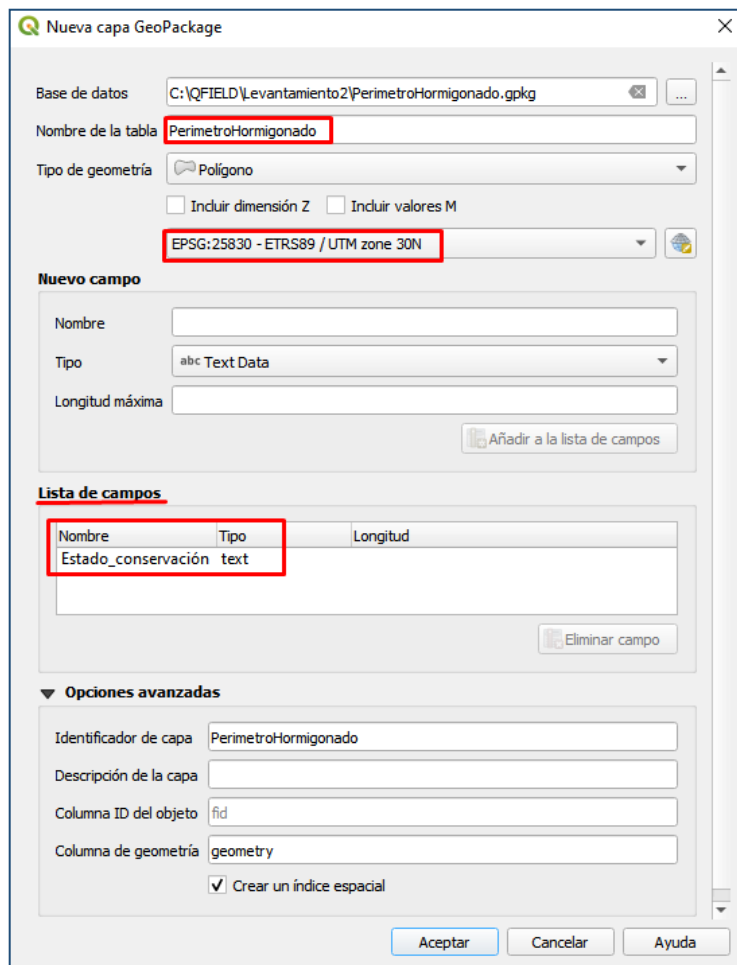 Nueva capa GeoPackage
Base de datos C:\QFIELD\Levantamiento2\PerimetroHormigonado.gpkg ...
Nombre de la tabla PerimetroHormigonado
Tipo de geometría Polígono
Incluir dimensión Z Incluir valores M
EPSG:25830 - ETRS89 / UTM zone 30N
Nuevo campo
Nombre
Tipo abc Text Data
Longitud máxima
Añadir a la lista de campos
Lista de campos
Nombre Tipo Longitud
Estado_conservación text
Eliminar campo
Opciones avanzadas
Identificador de capa PerimetroHormigonado
Descripción de la capa
Columna ID del objeto fid
Columna de geometría geometry
Crear un índice espacial
Aceptar Cancelar Ayuda